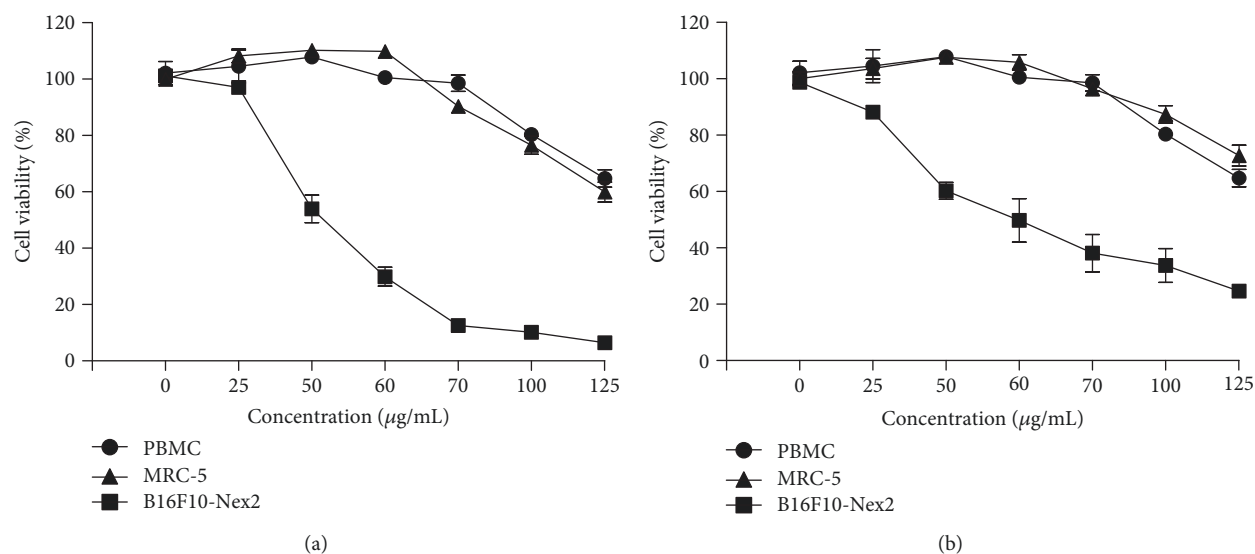 120
100
80
60
40
20
0
Cell viability (%)
0 25 50 60 70 100 125
Concentration (µg/mL)
PBMC
MRC-5
B16F10-Nex2
(a)
120
100
80
60
40
20
0
Cell viability (%)
0 25 50 60 70 100 125
Concentration (µg/mL)
PBMC
MRC-5
B16F10-Nex2
(b)